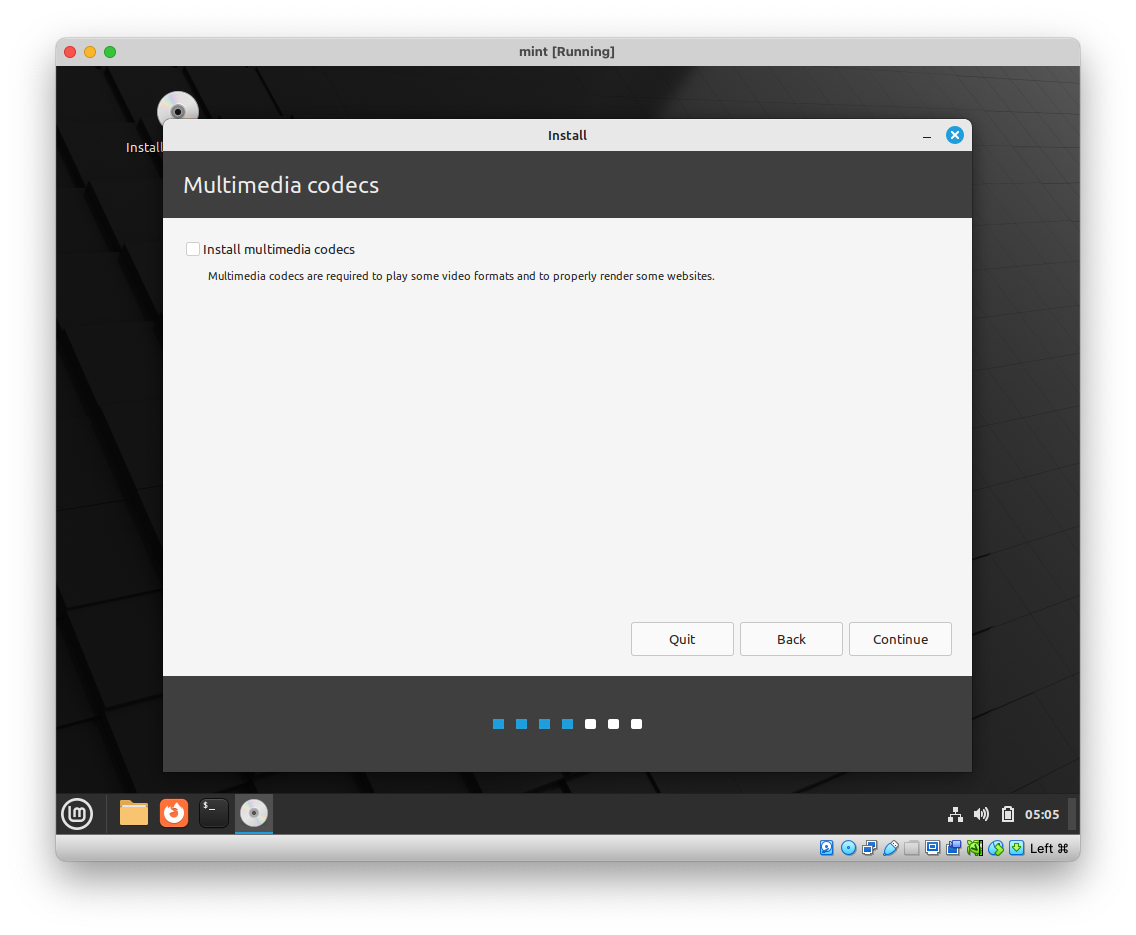 mint [Running]
Install
Install
Multimedia codecs
Install multimedia codecs
Multimedia codecs are required to play some video formats and to properly render some websites.
Quit
Back
Continue
lm
$_
05:05
Left ⌘